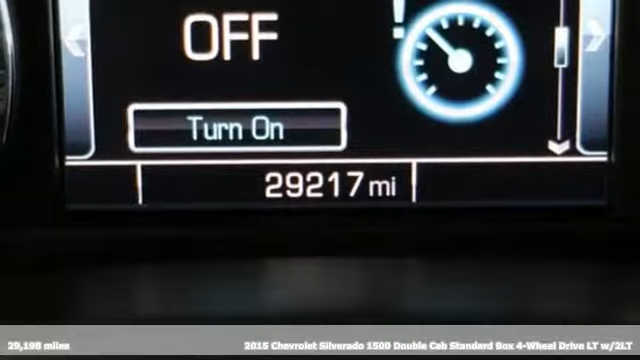 OFF
!
Turn On
29217 mi
29,198 miles
2015 Chevrolet Silverado 1500 Double Cab Standard Box 4-Wheel Drive LT w/2LT